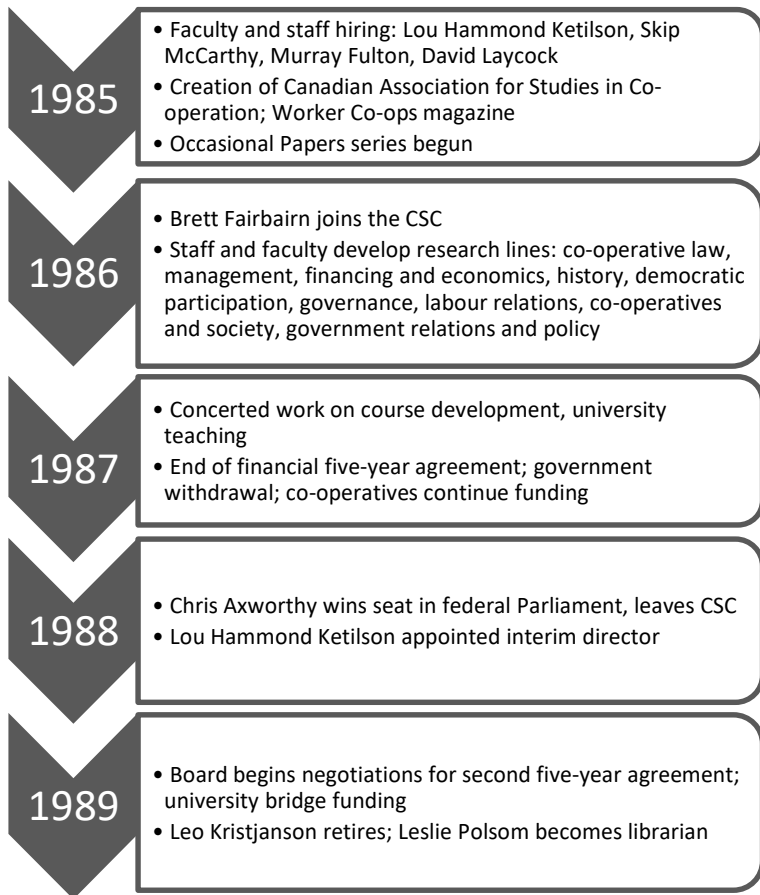 1985
• Faculty and staff hiring: Lou Hammond Ketilson, Skip
McCarthy, Murray Fulton, David Laycock
• Creation of Canadian Association for Studies in Co-
operation; Worker Co-ops magazine
• Occasional Papers series begun
1986
• Brett Fairbairn joins the CSC
• Staff and faculty develop research lines: co-operative law,
management, financing and economics, history, democratic
participation, governance, labour relations, co-operatives
and society, government relations and policy
1987
• Concerted work on course development, university
teaching
• End of financial five-year agreement; government
withdrawal; co-operatives continue funding
1988
• Chris Axworthy wins seat in federal Parliament, leaves CSC
• Lou Hammond Ketilson appointed interim director
1989
• Board begins negotiations for second five-year agreement;
university bridge funding
• Leo Kristjanson retires; Leslie Polsom becomes librarian